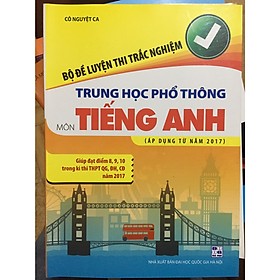 CÔ NGUYỆT CA
BỘ ĐỀ LUYỆN THI TRẮC NGHIỆM
TRUNG HỌC PHỔ THÔNG
MÔN TIẾNG ANH
(ÁP DỤNG TỪ NĂM 2017)
Giúp đạt điểm 8, 9, 10
trong kì thi THPT QG, ĐH, CĐ
năm 2017
NHÀ XUẤT BẢN ĐẠI HỌC QUỐC GIA HÀ NỘI